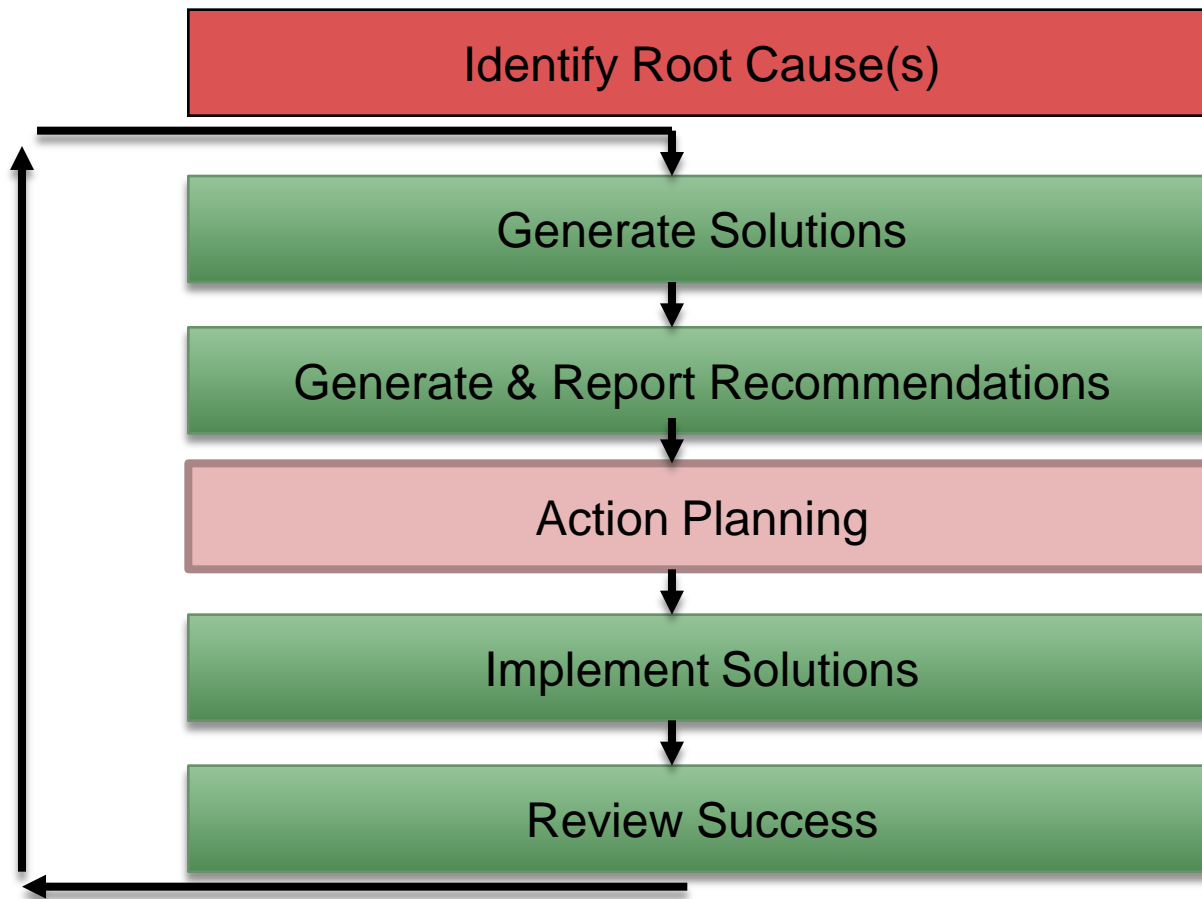 Identify Root Cause(s)
Generate Solutions
Generate & Report Recommendations
Action Planning
Implement Solutions
Review Success